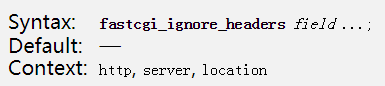 Syntax: fastcgi_ignore_headers field ...;
Default: —
Context: http, server, location